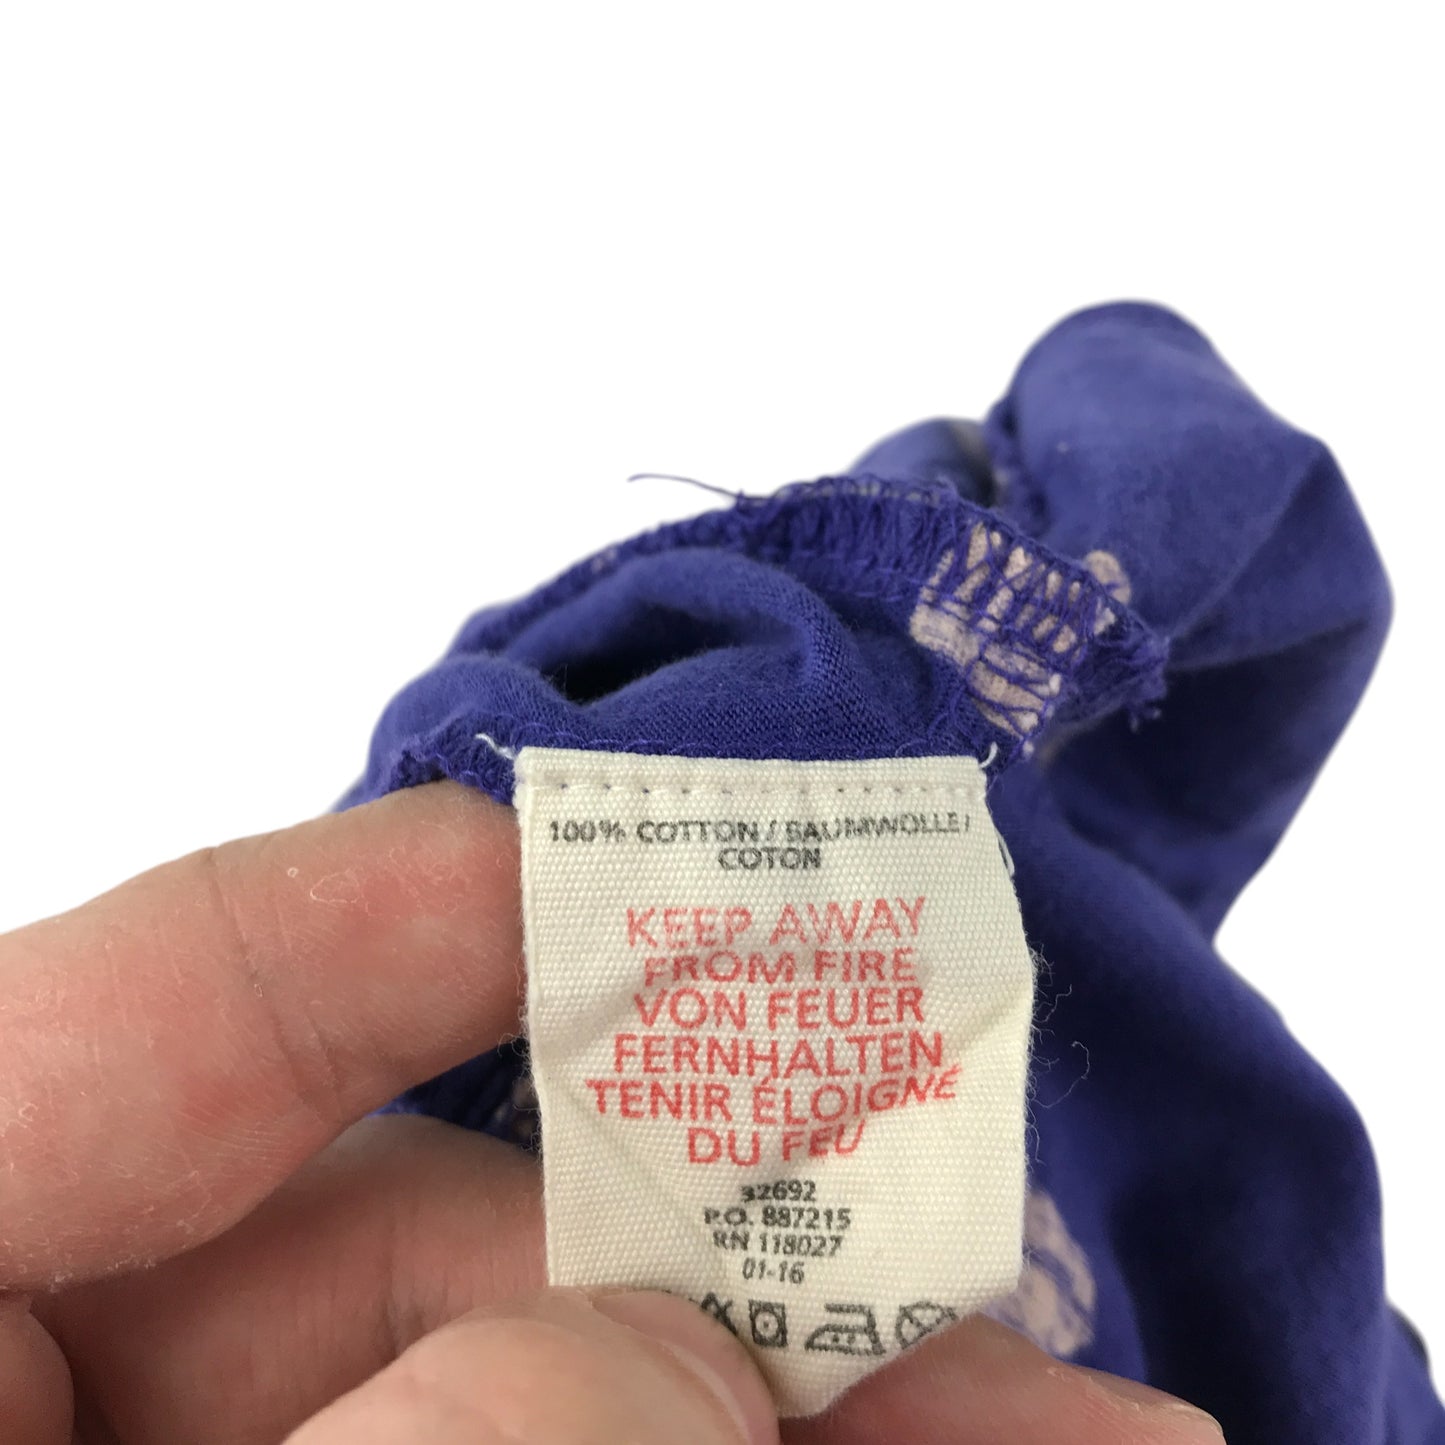 100% COTTON / BAUMWOLLE /
COTON
KEEP AWAY
FROM FIRE
VON FEUER
FERNHALTEN
TENIR ÉLOIGNÉ
DU FEU
32692
P.O. 887215
RN 118027
01-16